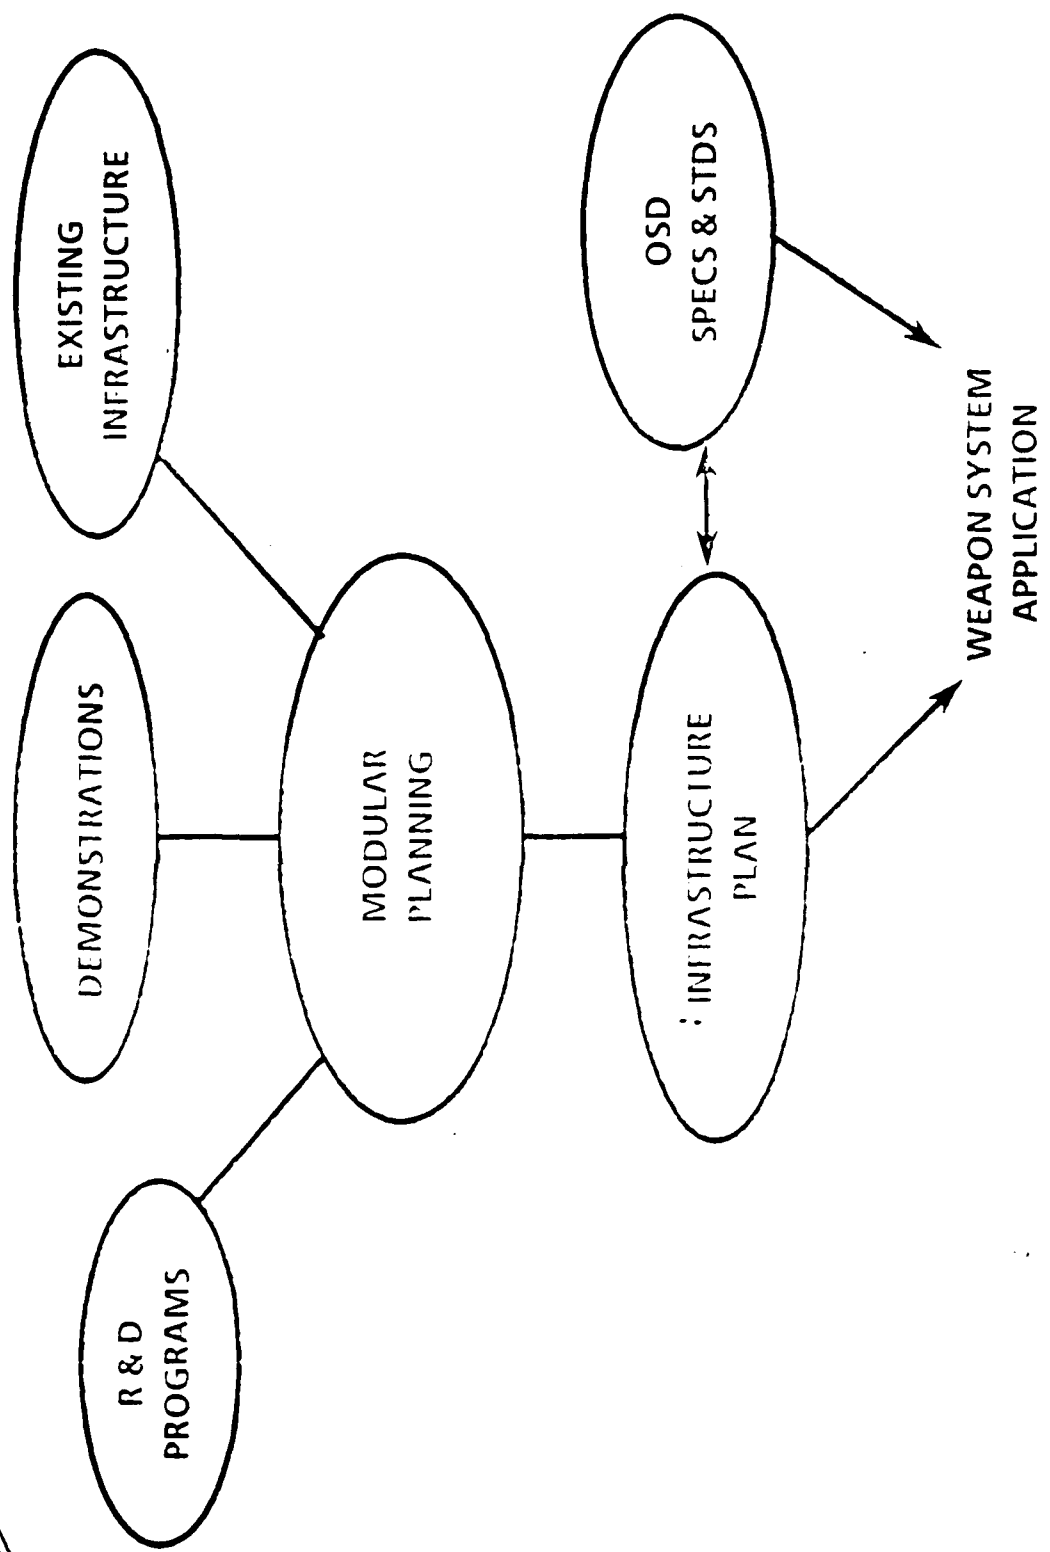 R & D
PROGRAMS
DEMONSTRATIONS
EXISTING
INFRASTRUCTURE
MODULAR
PLANNING
INFRASTRUCTURE
PLAN
OSD
SPECS & STDS
WEAPON SYSTEM
APPLICATION